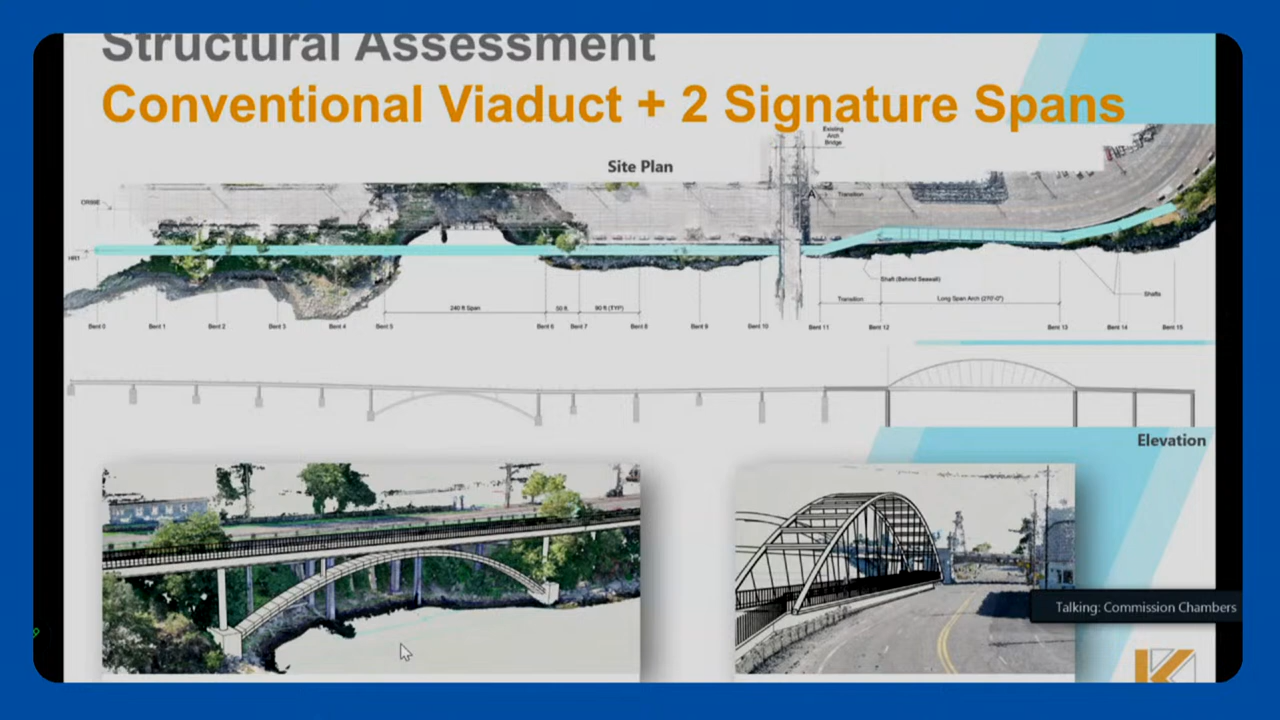 Structural Assessment
Conventional Viaduct + 2 Signature Spans
Existing
Arch
Bridge
Site Plan
Transition
Shaft (Behind Seawall)
240 ft Span
90 ft (TYP)
Transition
Long Span Arch (270'-0")
Shafts
Bent 0
Bent 1
Bent 2
Bent 3
Bent 4
Bent 5
Bent 6
Bent 7
Bent 8
Bent 9
Bent 10
Bent 11
Bent 12
Bent 13
Bent 14
Bent 15
Elevation
Talking: Commission Chambers